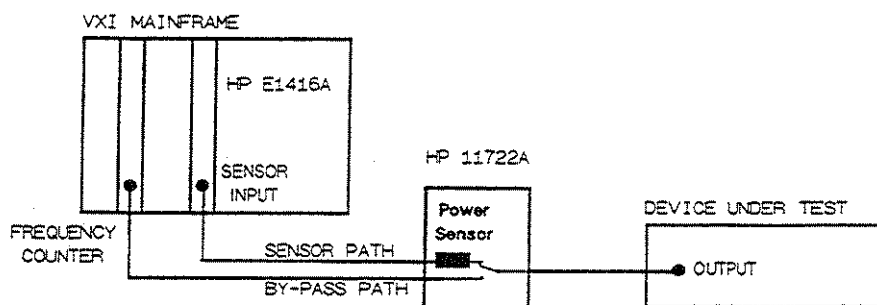 VXI MAINFRAME
HP E1416A
SENSOR
INPUT
HP 11722A
Power
Sensor
DEVICE UNDER TEST
FREQUENCY
COUNTER
SENSOR PATH
OUTPUT
BY-PASS PATH